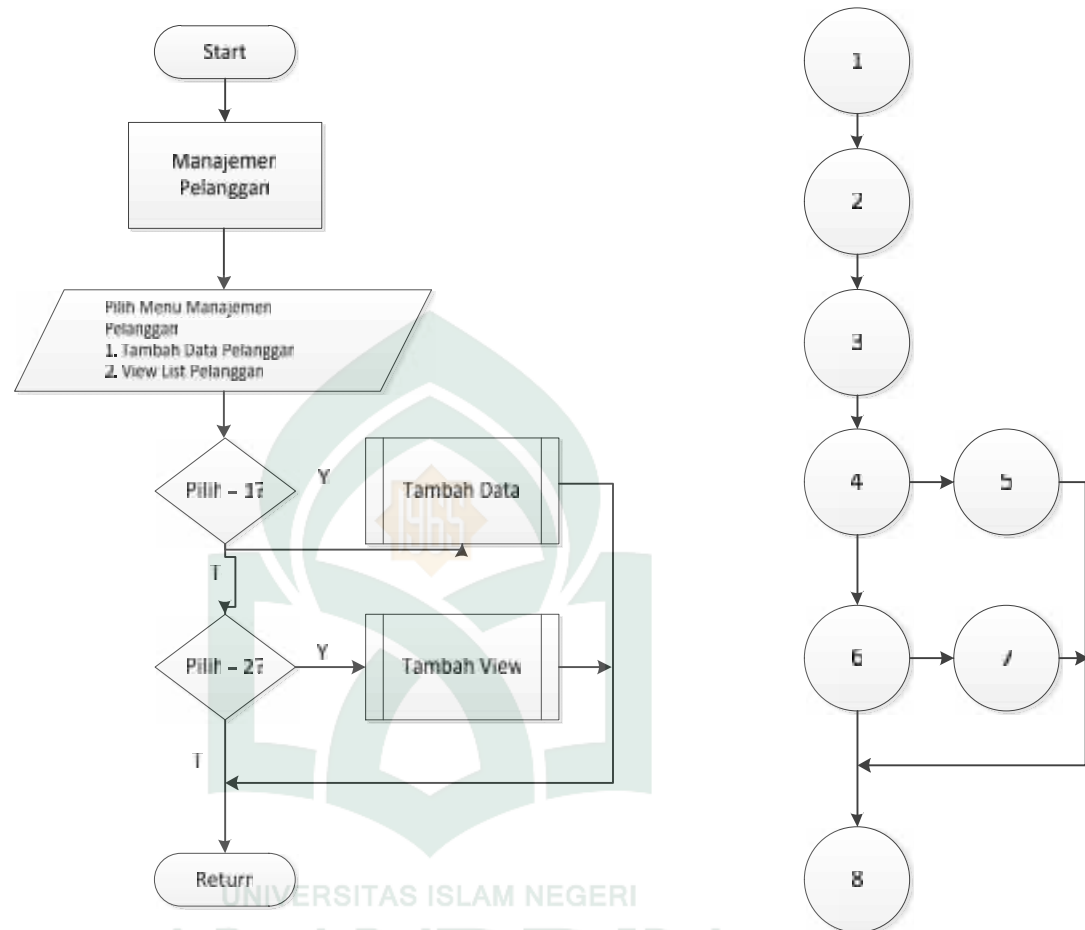 Start
Manajemen
Pelanggan
Pilih Menu Manajemen
Pelanggan
1. Tambah Data Pelanggan
2. View List Pelanggan
Pilih = 1?
Y
Tambah Data
T
Pilih = 2?
Y
Tambah View
T
Return
1
2
3
4
5
6
7
8
1965
UNIVERSITAS ISLAM NEGERI